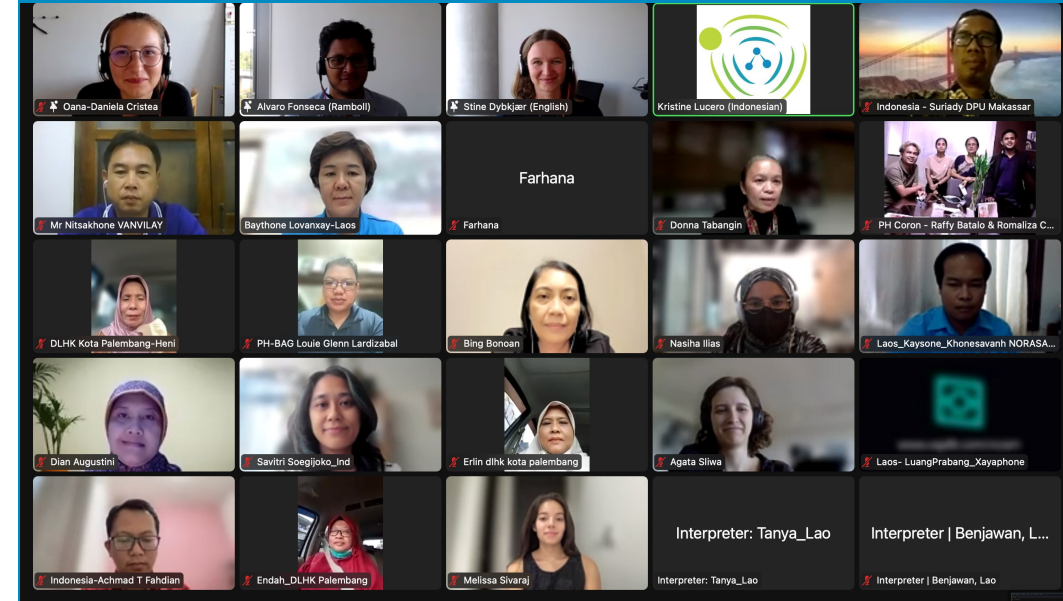 Oana-Daniela Cristea
Alvaro Fonseca (Ramboll)
Stine Dybkjær (English)
Kristine Lucero (Indonesian)
Indonesia - Suriady DPU Makassar
Mr Nitsakhone VANVILAY
Baythone Lovanxay-Laos
Farhana
Farhana
Donna Tabangin
PH Coron - Raffy Batalo & Romaliza C...
DLHK Kota Palembang-Heni
PH-BAG Louie Glenn Lardizabal
Bing Bonoan
Nasiha Ilias
Laos_Kaysone_Khonesavanh NORASA...
Dian Augustini
Savitri Soegijoko_Ind
Erlin dlhk kota palembang
Agata Sliwa
Laos- LuangPrabang_Xayaphone
Indonesia-Achmad T Fahdian
Endah_DLHK Palembang
Melissa Sivaraj
Interpreter: Tanya_Lao
Interpreter: Tanya_Lao
Interpreter | Benjawan, L...
Interpreter | Benjawan, Lao